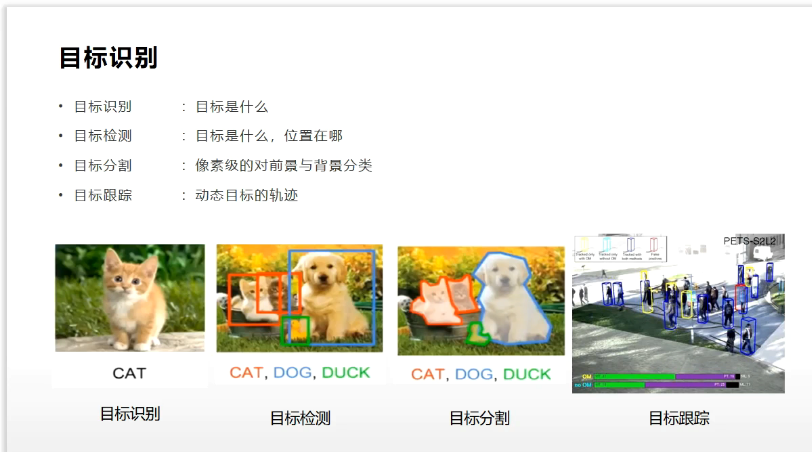 目标识别
• 目标识别 ：目标是什么
• 目标检测 ：目标是什么，位置在哪
• 目标分割 ：像素级的对前景与背景分类
• 目标跟踪 ：动态目标的轨迹
PETS-S2L2
CAT
CAT, DOG, DUCK
CAT, DOG, DUCK
目标识别
目标检测
目标分割
目标跟踪